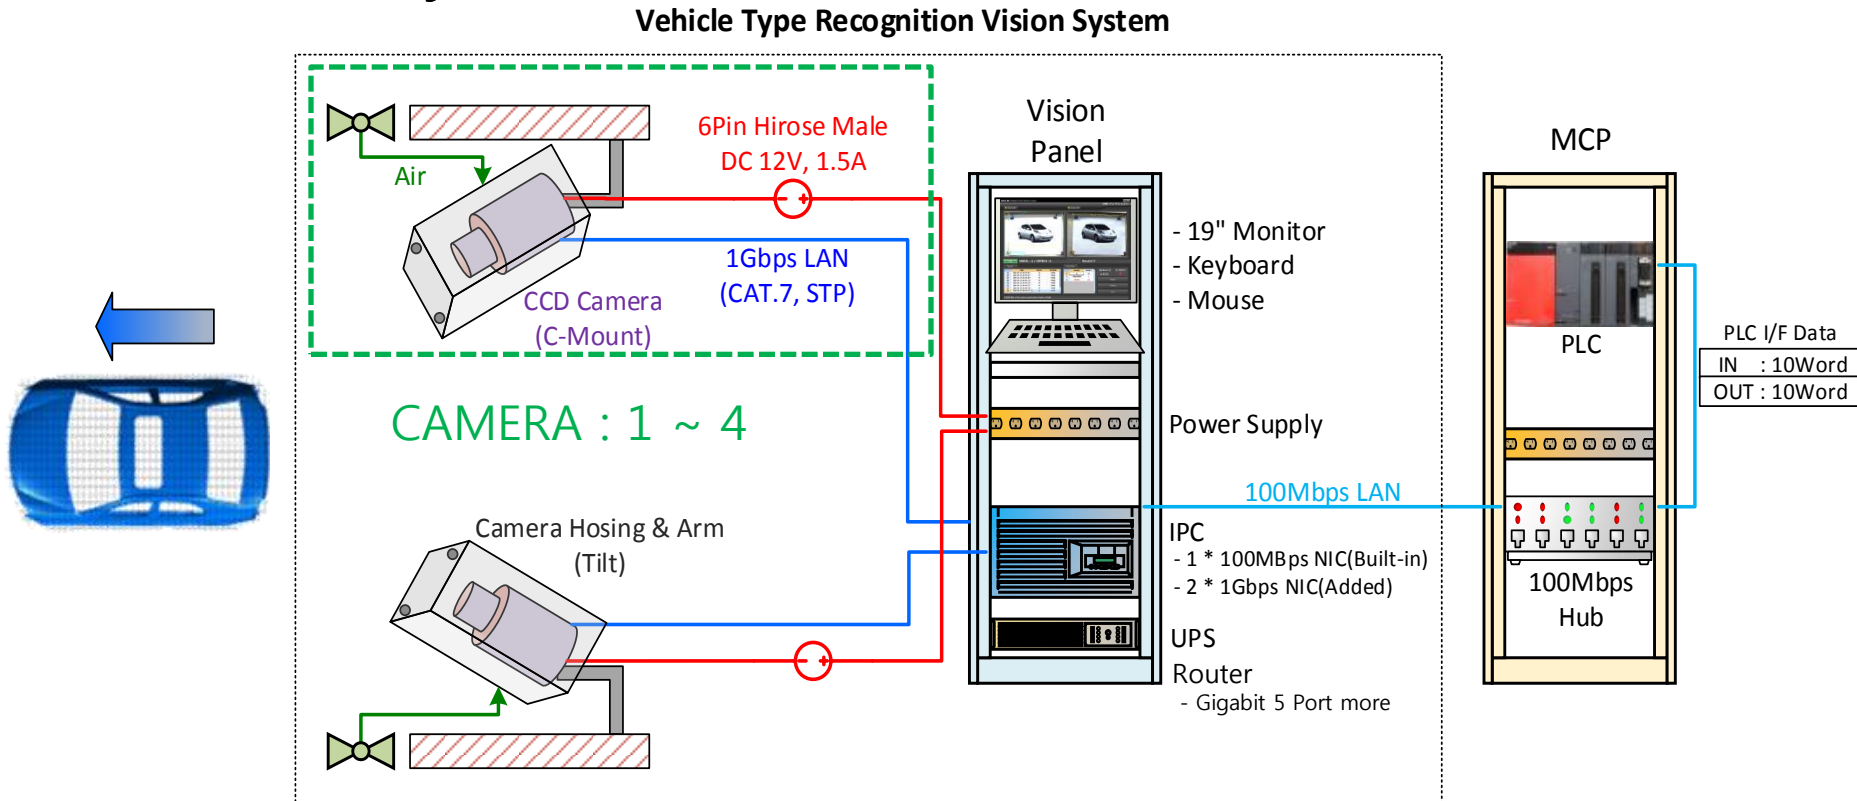 Vehicle Type Recognition Vision System
6Pin Hirose Male
DC 12V, 1.5A
Air
1Gbps LAN
(CAT.7, STP)
CCD Camera
(C-Mount)
CAMERA : 1 ~ 4
Camera Hosing & Arm
(Tilt)
Vision
Panel
- 19" Monitor
- Keyboard
- Mouse
Power Supply
100Mbps LAN
IPC
- 1 * 100MBps NIC(Built-in)
- 2 * 1Gbps NIC(Added)
UPS
Router
- Gigabit 5 Port more
MCP
PLC
PLC I/F Data
IN : 10Word
OUT : 10Word
100Mbps
Hub